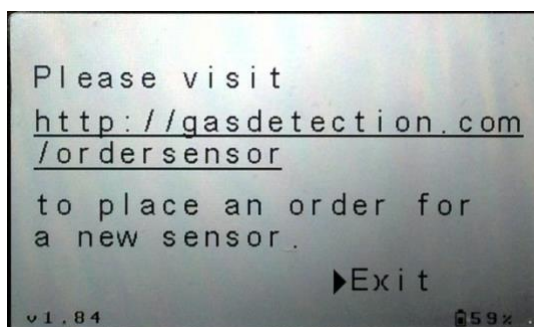 Please visit
http://gasdetection.com
/ordersensor
to place an order for
a new sensor.
▶Exit
v1.84
59%